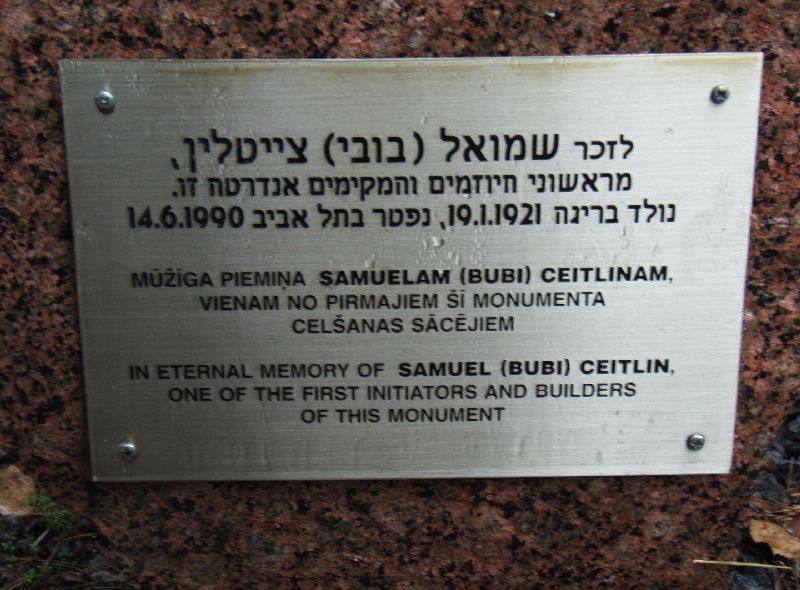 לזכר שמואל (בובי) צייטלין,
מראשוני היוזמים והמקימים אנדרטה זו.
נולד בריגה 19.1.1921, נפטר בתל אביב 14.6.1990
MŪŽĪGA PIEMIŅA SAMUELAM (BUBI) CEITLINAM,
VIENAM NO PIRMAJIEM ŠĪ MONUMENTA
CELŠANAS SĀCĒJIEM
IN ETERNAL MEMORY OF SAMUEL (BUBI) CEITLIN,
ONE OF THE FIRST INITIATORS AND BUILDERS
OF THIS MONUMENT